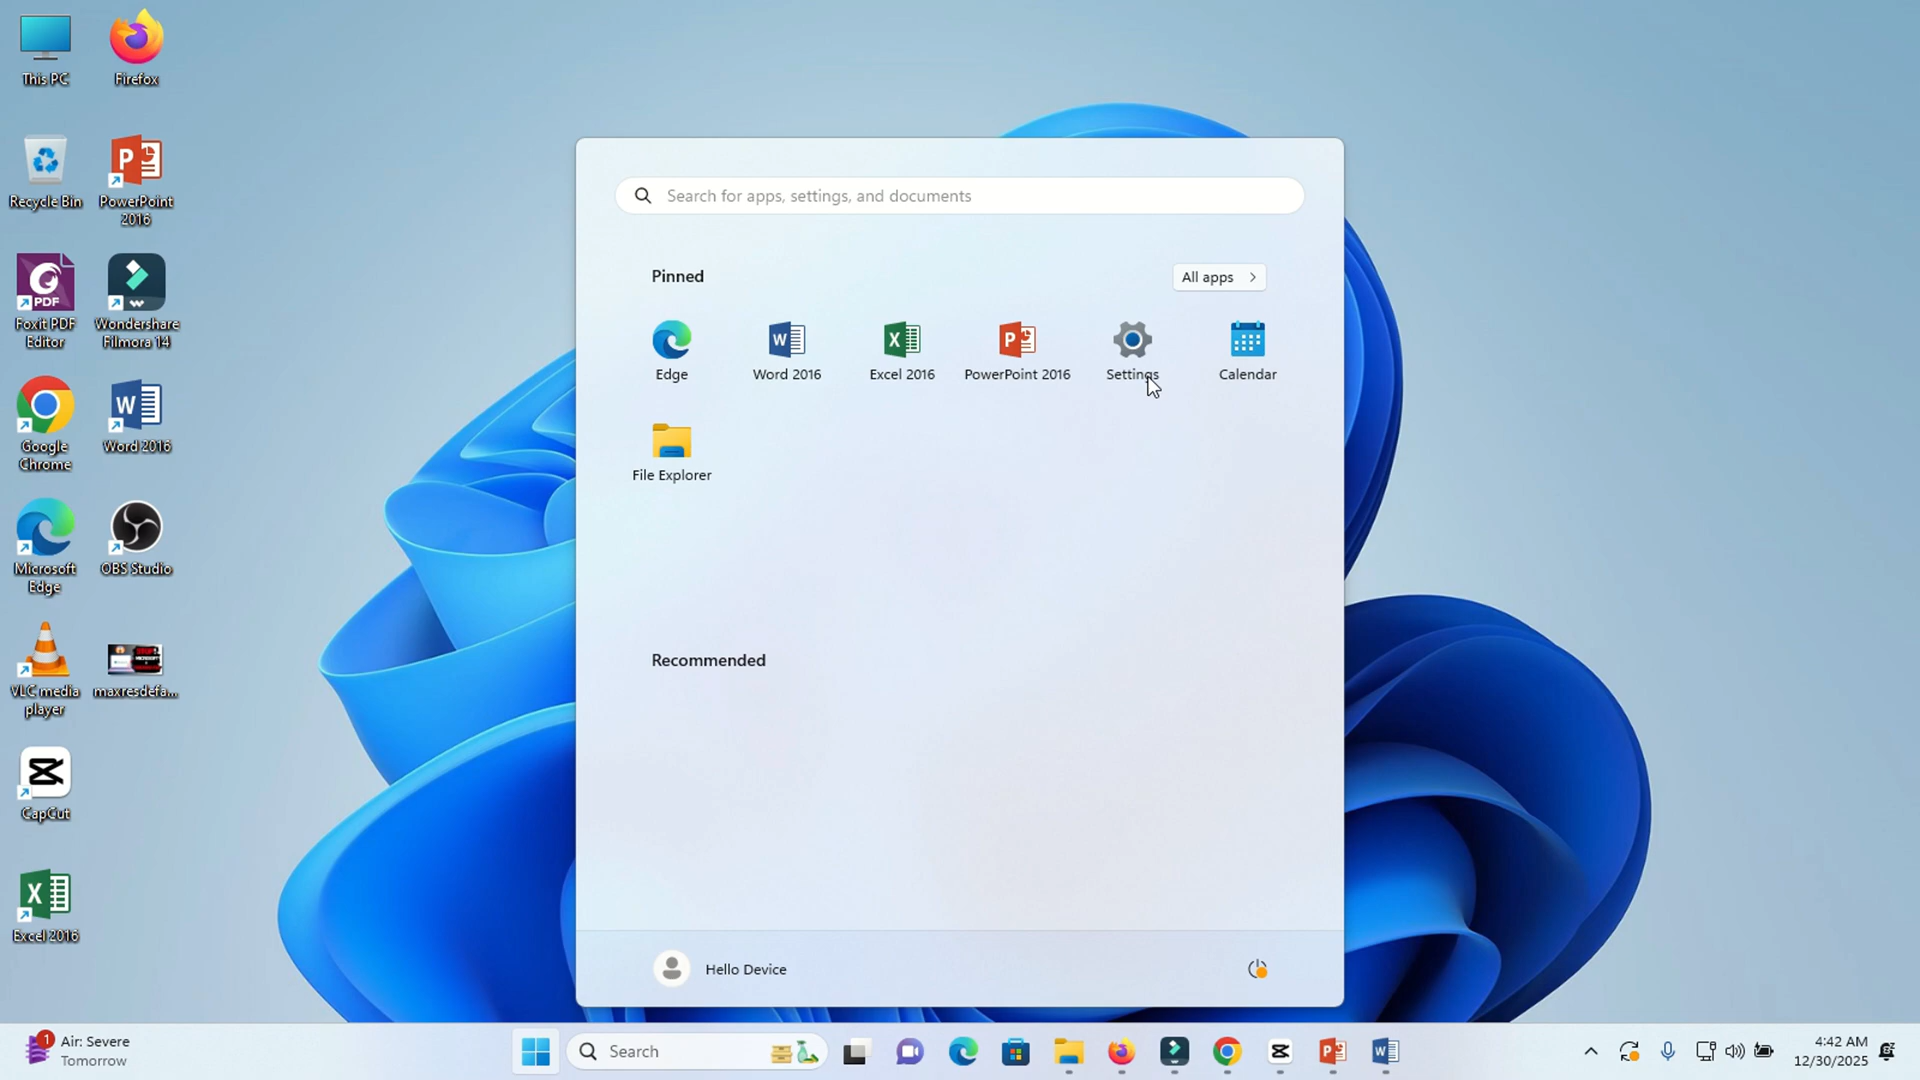 This PC
Firefox
Recycle Bin
PowerPoint
2016
Foxit PDF
Editor
Wondershare
Filmora 14
Google
Chrome
Word 2016
Microsoft
Edge
OBS Studio
VLC media
player
maxresdefa...
CapCut
Excel 2016
Search for apps, settings, and documents
Pinned
All apps
Edge
Word 2016
Excel 2016
PowerPoint 2016
Settings
Calendar
File Explorer
Recommended
Hello Device
1
Air: Severe
Tomorrow
Search
4:42 AM
12/30/2025